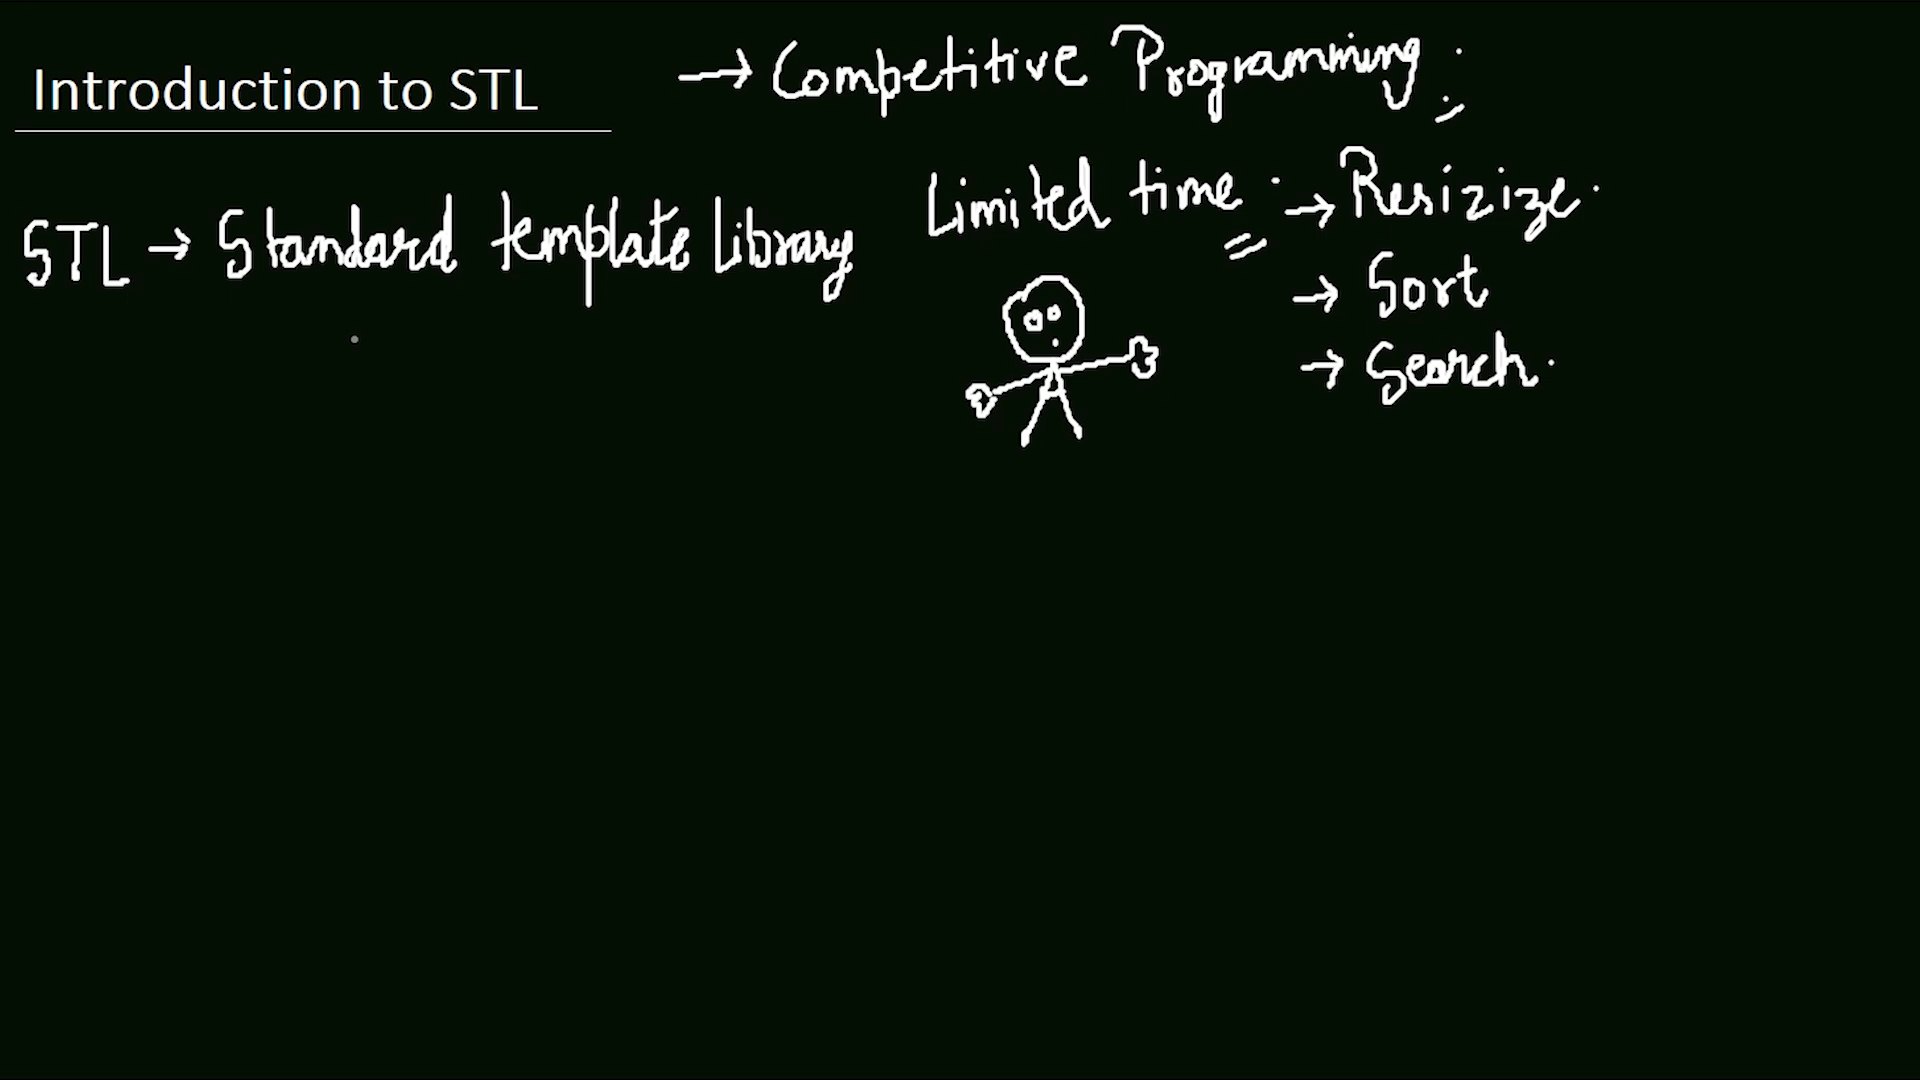 Introduction to STL
→ Competitive Programming
STL → Standard template Library
Limited time
→ Resizize
→ Sort
→ Search